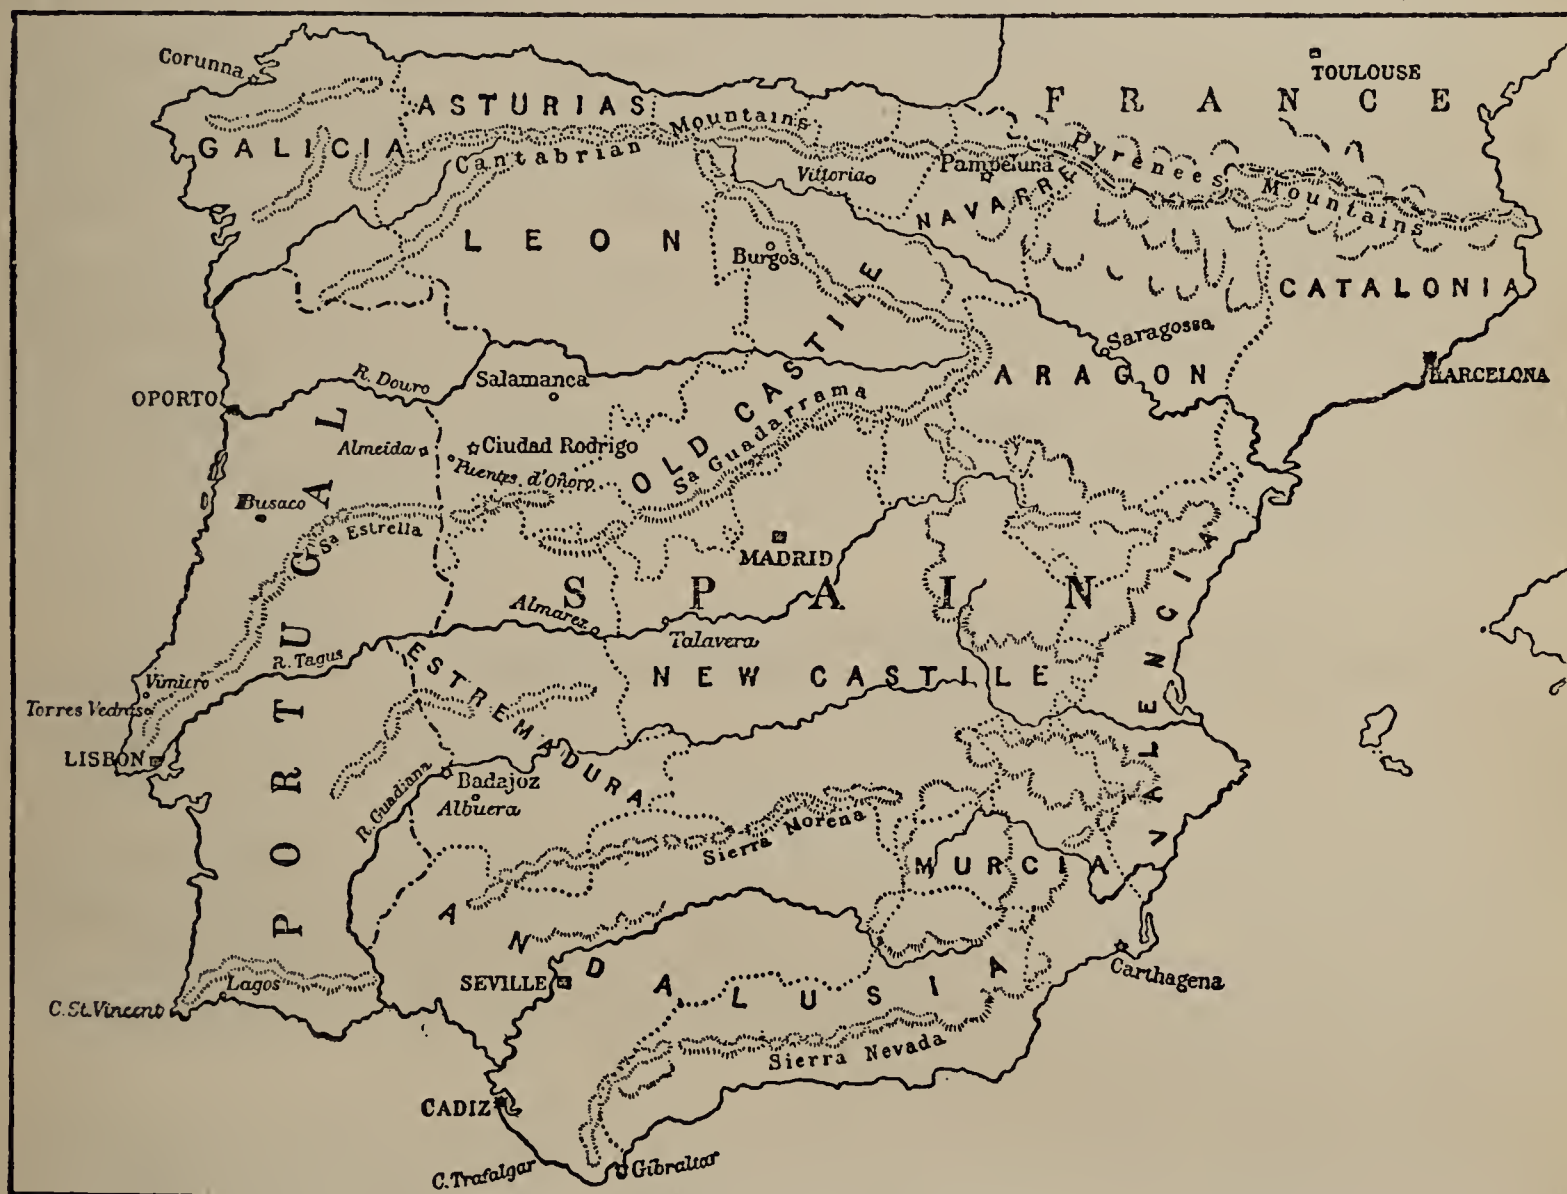 Corunna
TOULOUSE
FRANCE
ASTURIAS
GALICIA
Cantabrian Mountains
Vittoria
Pampeluna
Pyrenees Mountains
NAVARRE
LEON
Burgos
CATALONIA
Saragossa
ARAGON
BARCELONA
R. Douro
Salamanca
OPORTO
OLD CASTILE
Sa Guadarrama
Almeida
Ciudad Rodrigo
Fuentes d'Oñoro
Busaco
Sa Estrella
MADRID
SPAIN
Almarez
Talavera
R. Tagus
PORTUGAL
ESTREMADURA
NEW CASTILE
VALENCIA
Vimiero
Torres Vedras
LISBON
R. Guadiana
Badajoz
Albuera
Sierra Morena
MURCIA
ANDALUSIA
SEVILLE
Carthagena
Lagos
C. St. Vincent
Sierra Nevada
CADIZ
C. Trafalgar
Gibraltar